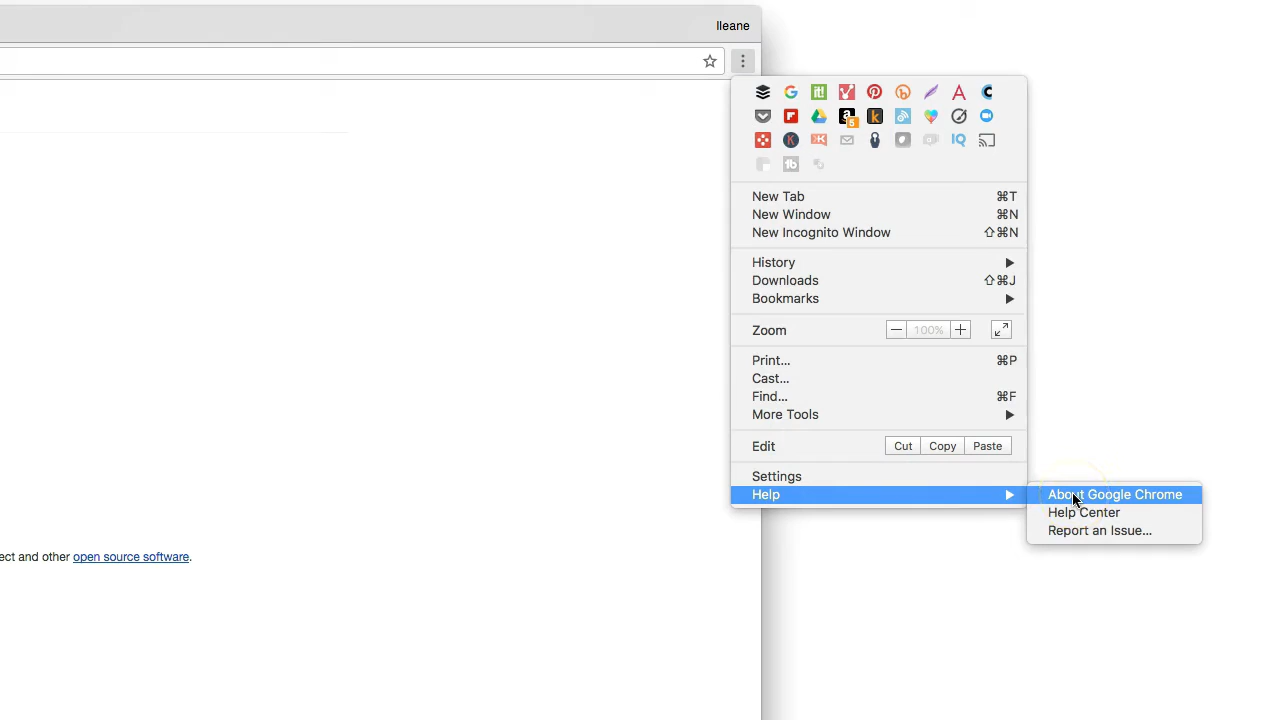 Ileane
New Tab ⌘T
New Window ⌘N
New Incognito Window ⇧⌘N
History
Downloads ⇧⌘J
Bookmarks
Zoom 100%
Print... ⌘P
Cast...
Find... ⌘F
More Tools
Edit Cut Copy Paste
Settings
Help
About Google Chrome
Help Center
Report an Issue...
ect and other open source software.